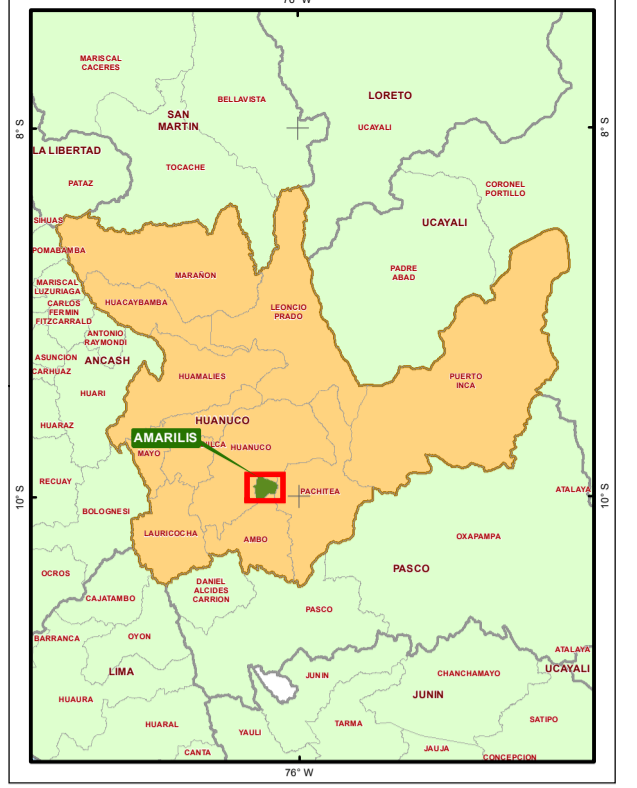 76° W
MARISCAL
CACERES
BELLAVISTA
LORETO
SAN
MARTIN
UCAYALI
8° S
8° S
LA LIBERTAD
TOCACHE
PATAZ
CORONEL
PORTILLO
SIHUAS
UCAYALI
POMABAMBA
MARAÑON
PADRE
ABAD
MARISCAL
LUZURIAGA
HUACAYBAMBA
CARLOS
FERMIN
FITZCARRALD
LEONCIO
PRADO
ANTONIO
RAYMONDI
ASUNCION
ANCASH
CARHUAZ
HUAMALIES
PUERTO
INCA
HUARI
HUANUCO
HUARAZ
AMARILIS
ILCA
HUANUCO
MAYO
RECUAY
PACHITEA
ATALAYA
10° S
10° S
BOLOGNESI
LAURICOCHA
AMBO
OXAPAMPA
PASCO
OCROS
DANIEL
ALCIDES
CARRION
CAJATAMBO
PASCO
BARRANCA
OYON
ATALAYA
LIMA
JUNIN
CHANCHAMAYO
UCAYALI
JUNIN
HUAURA
SATIPO
HUARAL
TARMA
YAULI
JAUJA
CANTA
CONCEPCION
76° W